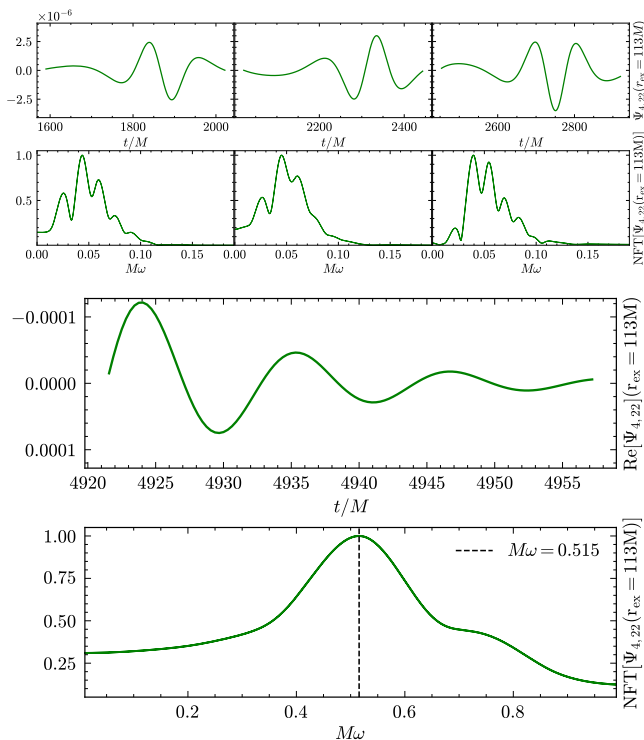 ×10⁻⁶
2.5
0.0
−2.5
1600 1800 2000 2200 2400 2600 2800
t/M t/M t/M
Ψ4,22(rex = 113M)
1.0
0.5
0.00 0.05 0.10 0.15 0.00 0.05 0.10 0.15 0.00 0.05 0.10 0.15
Mω Mω Mω
NFT[Ψ4,22(rex = 113M)]
−0.0001
0.0000
0.0001
4920 4925 4930 4935 4940 4945 4950 4955
t/M
Re[Ψ4,22](rex = 113M)
1.00
0.75
0.50
0.25
Mω = 0.515
0.2 0.4 0.6 0.8
Mω
NFT[Ψ4,22(rex = 113M)]